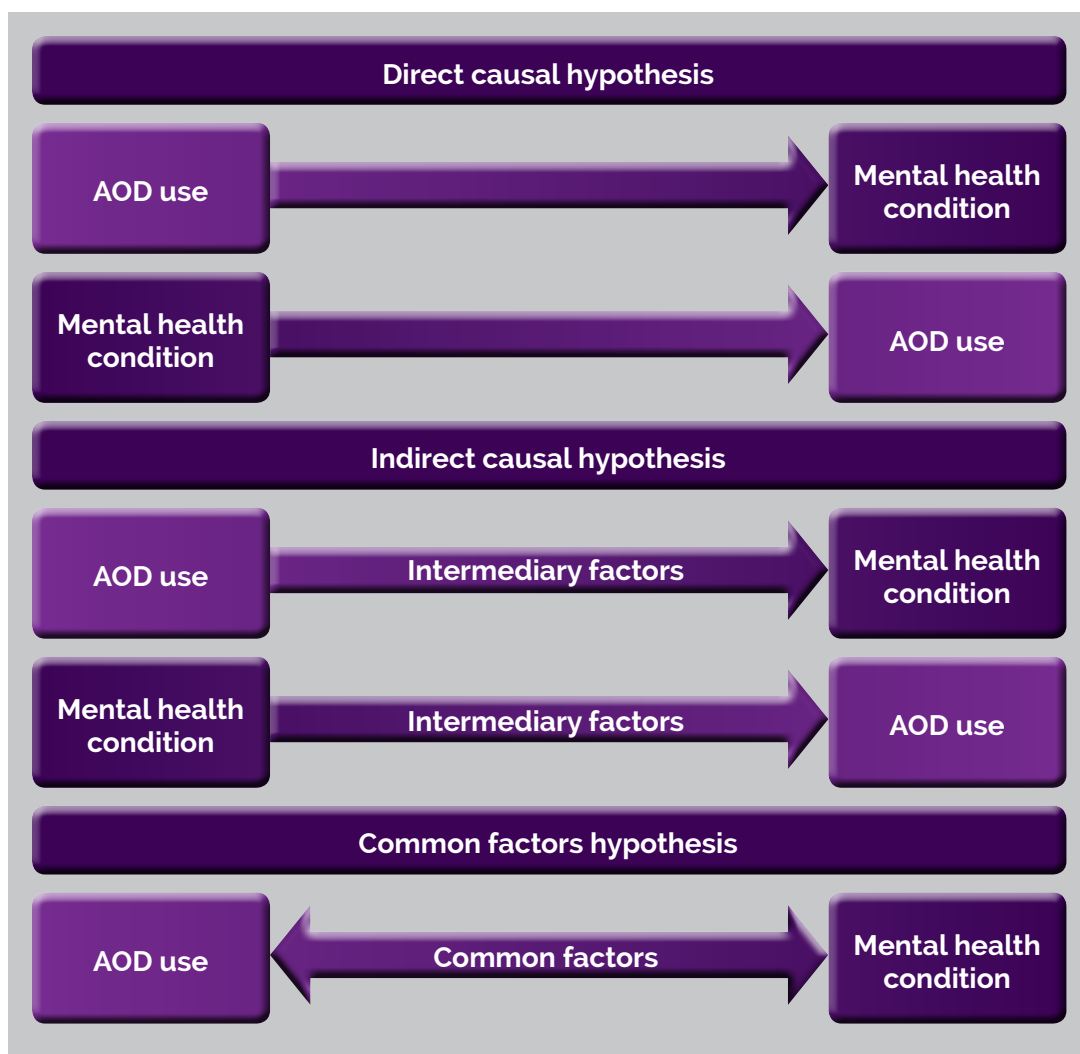 Direct causal hypothesis
AOD use
Mental health
condition
Mental health
condition
AOD use
Indirect causal hypothesis
AOD use
Intermediary factors
Mental health
condition
Mental health
condition
Intermediary factors
AOD use
Common factors hypothesis
AOD use
Common factors
Mental health
condition